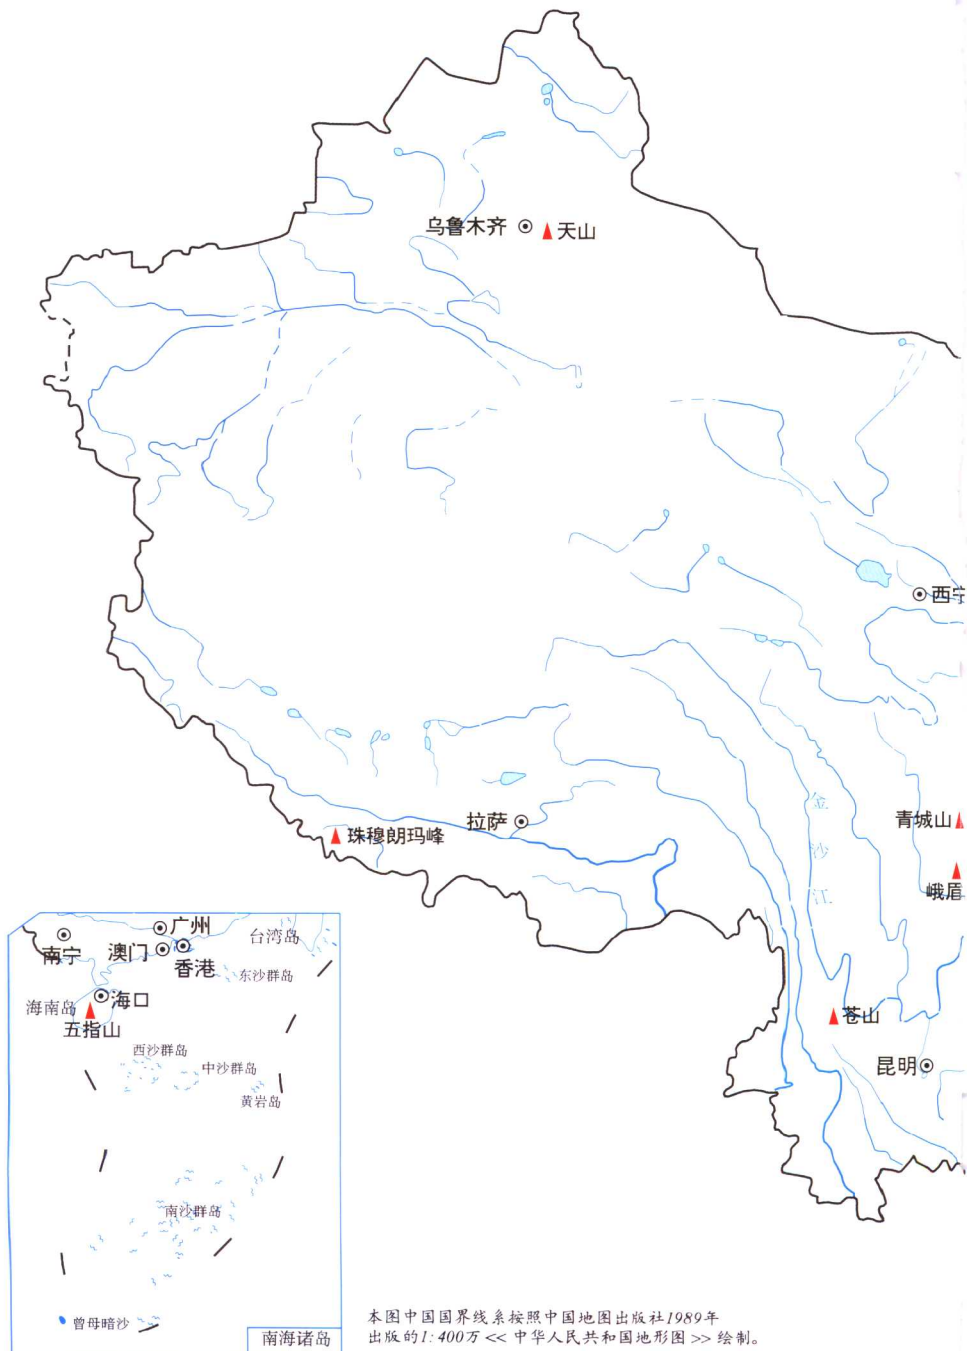 乌鲁木齐
天山
西宁
金沙江
青城山
拉萨
珠穆朗玛峰
峨眉
广州
台湾岛
南宁
澳门
香港
东沙群岛
海南岛
海口
五指山
苍山
西沙群岛
中沙群岛
昆明
黄岩岛
南沙群岛
曾母暗沙
南海诸岛
本图中国国界线系按照中国地图出版社1989年
出版的1:400万<<中华人民共和国地形图>>绘制。